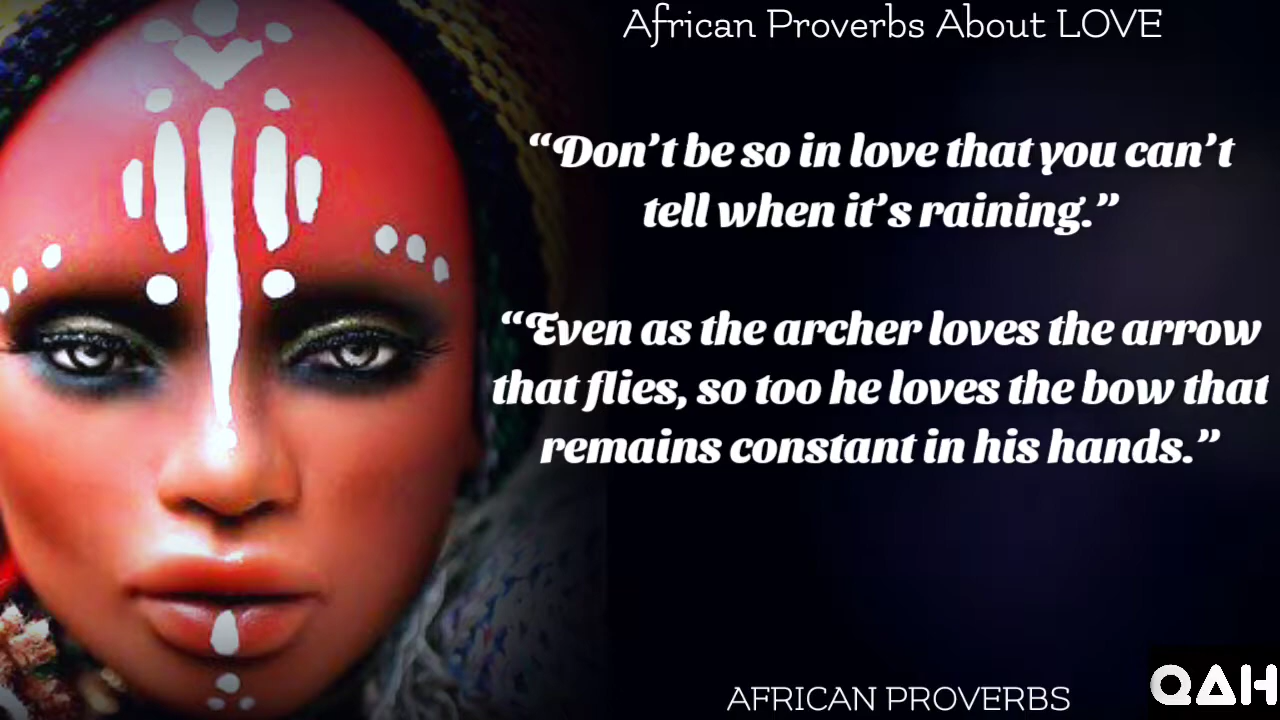 African Proverbs About LOVE
“Don’t be so in love that you can’t
tell when it’s raining.”
“Even as the archer loves the arrow
that flies, so too he loves the bow that
remains constant in his hands.”
AFRICAN PROVERBS
QAH